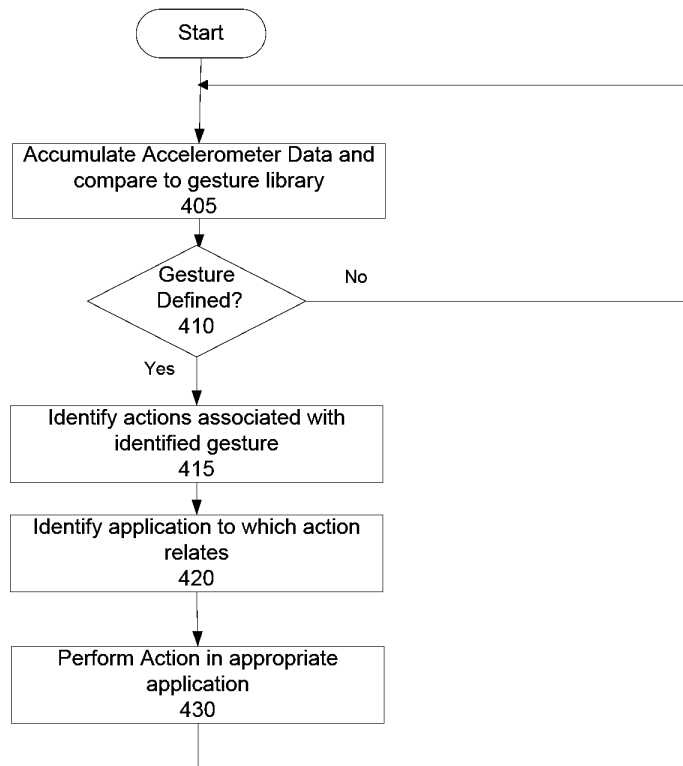 Start
Accumulate Accelerometer Data and
compare to gesture library
405
Gesture
Defined?
410
No
Yes
Identify actions associated with
identified gesture
415
Identify application to which action
relates
420
Perform Action in appropriate
application
430